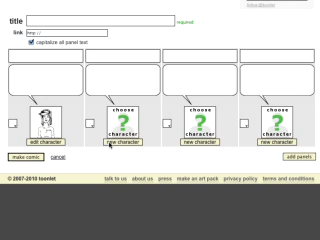 title required
link http://
capitalize all panel text
choose choose choose
character character character
edit character new character new character new character
make comic cancel add panels
© 2007-2010 toonlet talk to us about us press make an art pack privacy policy terms and conditions